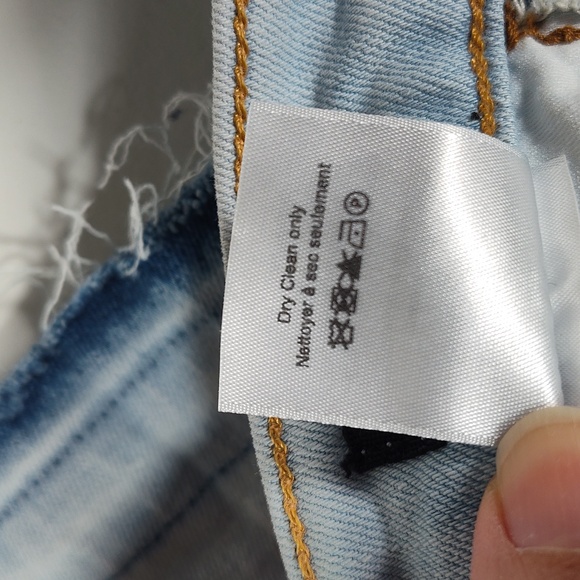 Dry Clean only
Nettoyer à sec seulement
P